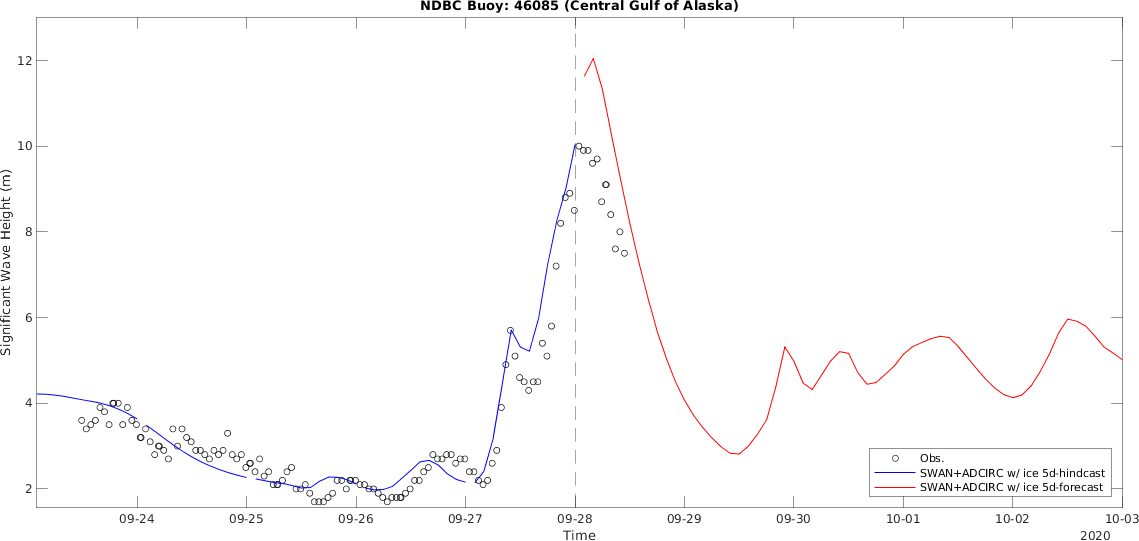 NDBC Buoy: 46085 (Central Gulf of Alaska)
Significant Wave Height (m)
12
10
8
6
4
2
Obs.
SWAN+ADCIRC w/ ice 5d-hindcast
SWAN+ADCIRC w/ ice 5d-forecast
09-24 09-25 09-26 09-27 09-28 09-29 09-30 10-01 10-02 10-03
Time
2020